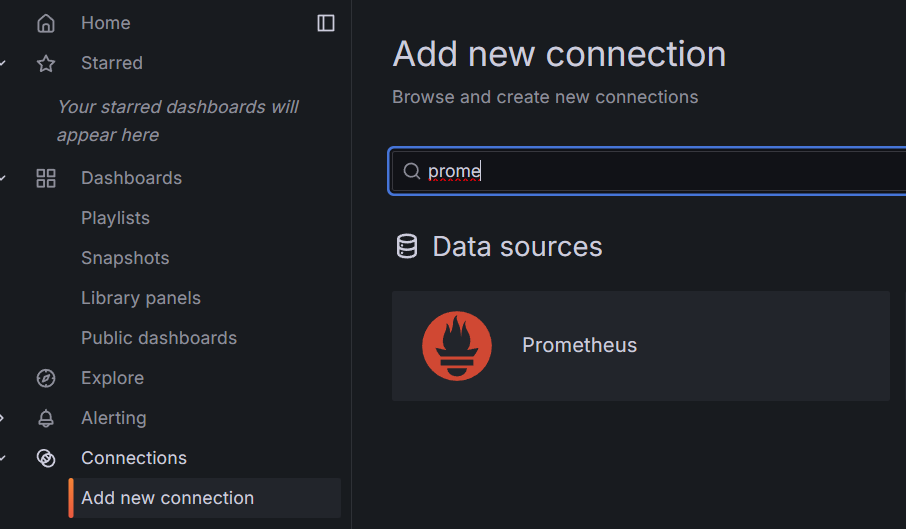 Home
Starred
Your starred dashboards will
appear here
Dashboards
Playlists
Snapshots
Library panels
Public dashboards
Explore
Alerting
Connections
Add new connection
Add new connection
Browse and create new connections
prome
Data sources
Prometheus